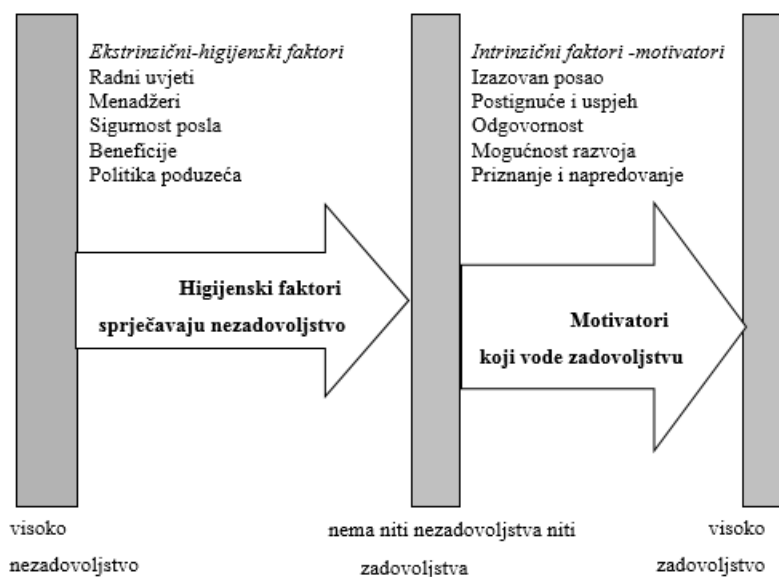 Ekstrinzični-higijenski faktori
Radni uvjeti
Menadžeri
Sigurnost posla
Beneficije
Politika poduzeća
Intrinzični faktori -motivatori
Izazovan posao
Postignuće i uspjeh
Odgovornost
Mogućnost razvoja
Priznanje i napredovanje
Higijenski faktori
sprječavaju nezadovoljstvo
Motivatori
koji vode zadovoljstvu
visoko
nezadovoljstvo
nema niti nezadovoljstva niti
zadovoljstva
visoko
zadovoljstvo